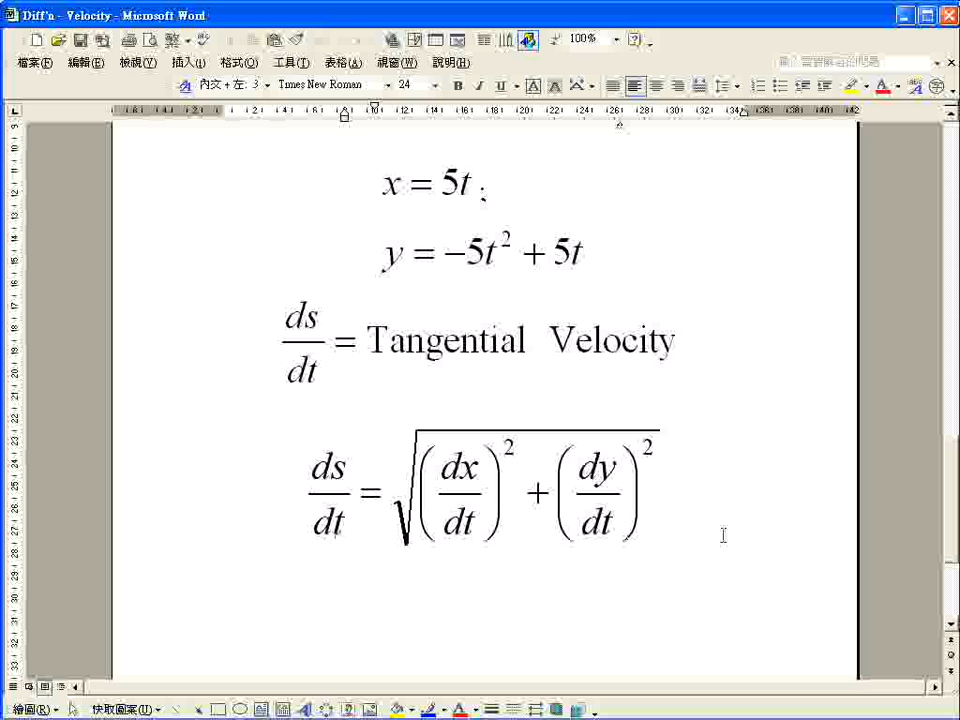 Diff'n - Velocity - Microsoft Word
100%
檔案(F) 編輯(E) 檢視(V) 插入(I) 格式(O) 工具(T) 表格(A) 視窗(W) 說明(H)
內文 + 左: 3 Times New Roman 24 B I U A A
x = 5t ;
y = −5t² + 5t
ds/dt = Tangential Velocity
ds/dt = √((dx/dt)² + (dy/dt)²)
繪圖(R) 快取圖案(U)